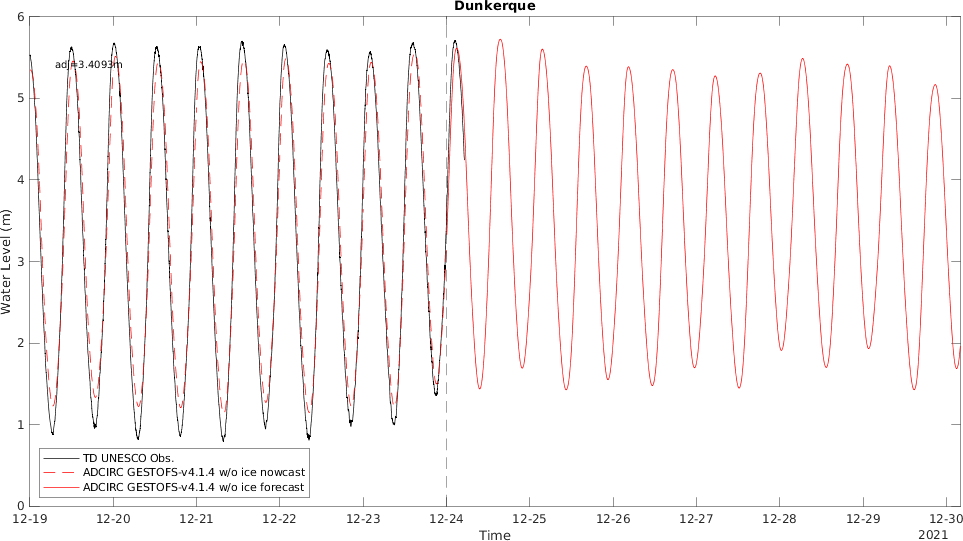 Dunkerque
6
5
4
3
2
1
0
Water Level (m)
adj=3.4093m
TD UNESCO Obs.
ADCIRC GESTOFS-v4.1.4 w/o ice nowcast
ADCIRC GESTOFS-v4.1.4 w/o ice forecast
12-19 12-20 12-21 12-22 12-23 12-24 12-25 12-26 12-27 12-28 12-29 12-30
Time
2021